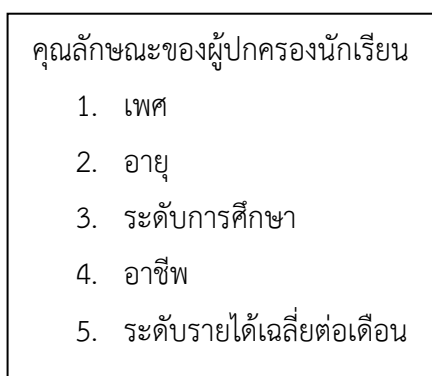 คุณลักษณะของผู้ปกครองนักเรียน
1. เพศ
2. อายุ
3. ระดับการศึกษา
4. อาชีพ
5. ระดับรายได้เฉลี่ยต่อเดือน